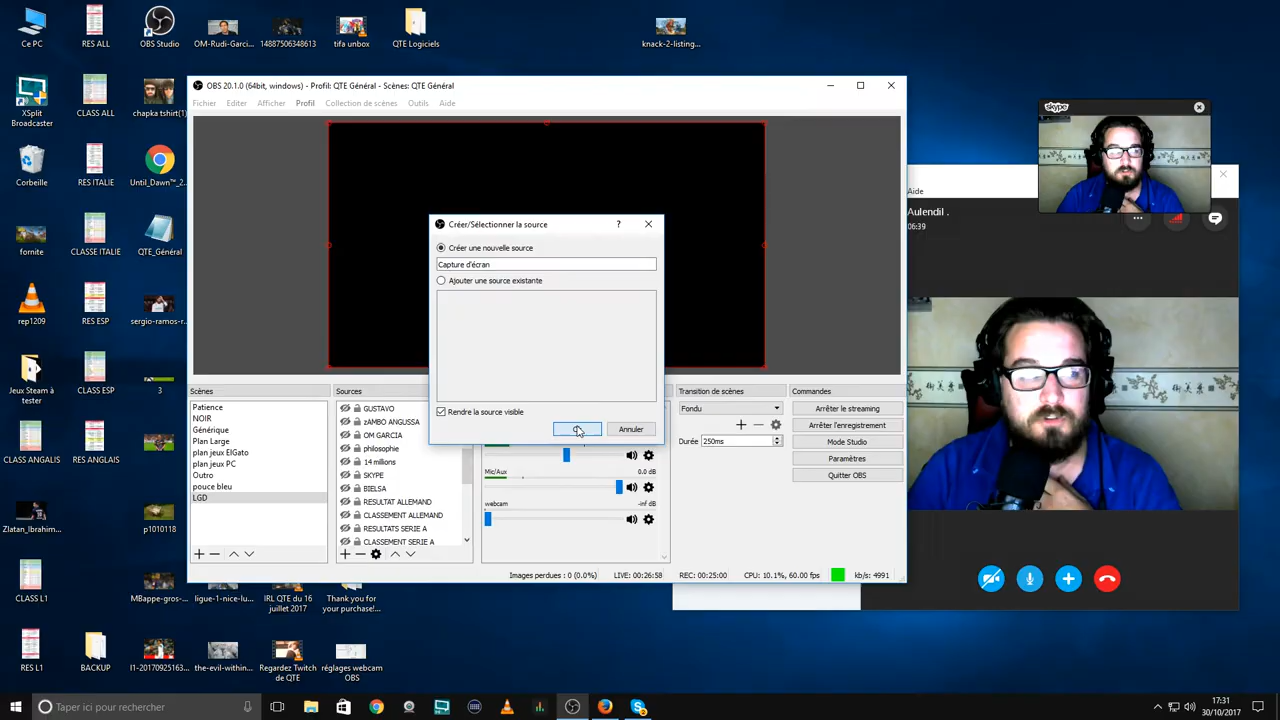 Ce PC
RES ALL
OBS Studio
OM-Rudi-Garci...
14887506348613
tifa unbox
QTE Logiciels
knack-2-listing...
XSplit
Broadcaster
CLASS ALL
chapka tshirt(1)
Corbeille
RES ITALIE
Until_Dawn™_2...
fornite
CLASSE ITALIE
QTE_Général
rep1209
RES ESP
sergio-ramos-r...
Jeux Steam à
tester
CLASS ESP
3
CLASS ANGALIS
RES ANGLAIS
Zlatan_Ibrahim...
p1010118
CLASS L1
MBappe-gros-...
ligue-1-nice-lu...
IRL QTE du 16
juillet 2017
Thank you for
your purchase!...
RES L1
BACKUP
l1-20170925163...
the-evil-within...
Regardez Twitch
de QTE
réglages webcam
OBS
OBS 20.1.0 (64bit, windows) - Profil: QTE Général - Scènes: QTE Général
Fichier
Editer
Afficher
Profil
Collection de scènes
Outils
Aide
Créer/Sélectionner la source
?
Créer une nouvelle source
Capture d'écran
Ajouter une source existante
Rendre la source visible
Annuler
Scènes
Patience
NOIR
Générique
Plan Large
plan jeux ElGato
plan jeux PC
Outro
pouce bleu
LGD
Sources
GUSTAVO
zAMBO ANGUSSA
OM GARCIA
philosophie
14 millions
SKYPE
BIELSA
RESULTAT ALLEMAND
CLASSEMENT ALLEMAND
RESULTATS SERIE A
CLASSEMENT SERIE A
Mic/Aux
0.0 dB
webcam
-inf dB
Transition de scènes
Fondu
Durée
250ms
Commandes
Arrêter le streaming
Arrêter l'enregistrement
Mode Studio
Paramètres
Quitter OBS
Images perdues : 0 (0.0%)
LIVE: 00:26:58
REC: 00:25:00
CPU: 10.1%, 60.00 fps
kb/s: 4991
skype
Aide
Aulendil .
06:39
Taper ici pour rechercher
17:31
30/10/2017